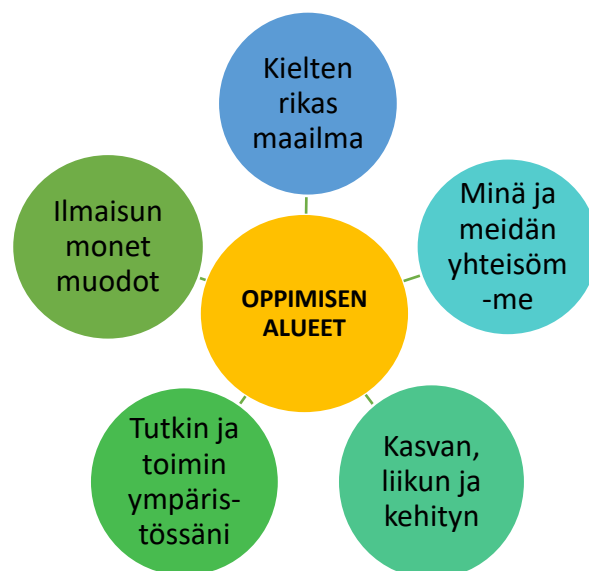 Kielten
rikas
maailma
Minä ja
meidän
yhteisöm
-me
Kasvan,
liikun ja
kehityn
Tutkin ja
toimin
ympäris-
tössäni
Ilmaisun
monet
muodot
OPPIMISEN
ALUEET